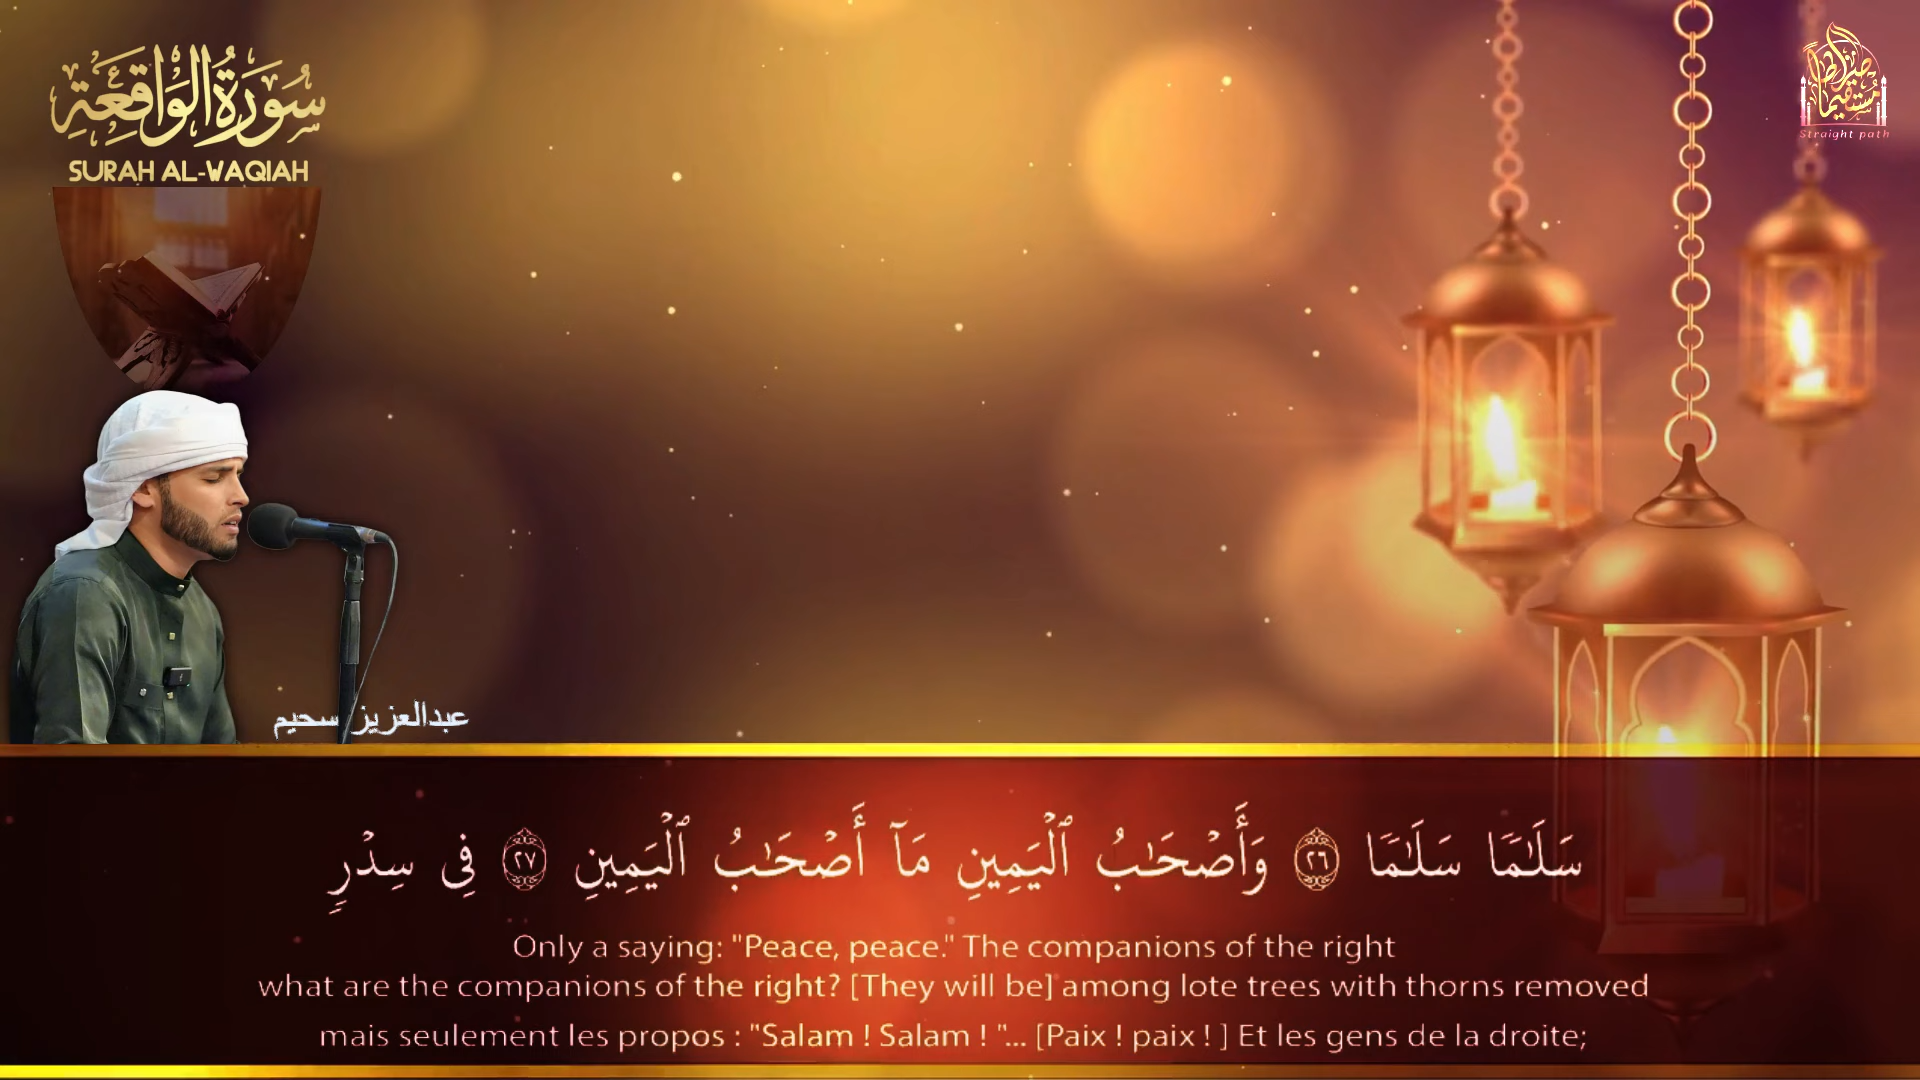 سُورَةُ الوَاقِعَةِ
SURAH AL-WAQIAH
صِرَاطًا
مُسْتَقِيمًا
Straight path
عبدالعزيز سحيم
سَلَٰمٗا سَلَٰمٗا ٢٦ وَأَصۡحَٰبُ ٱلۡيَمِينِ مَآ أَصۡحَٰبُ ٱلۡيَمِينِ ٢٧ فِي سِدۡرٖ
Only a saying: "Peace, peace." The companions of the right
what are the companions of the right? [They will be] among lote trees with thorns removed
mais seulement les propos : "Salam ! Salam ! "... [Paix ! paix ! ] Et les gens de la droite;